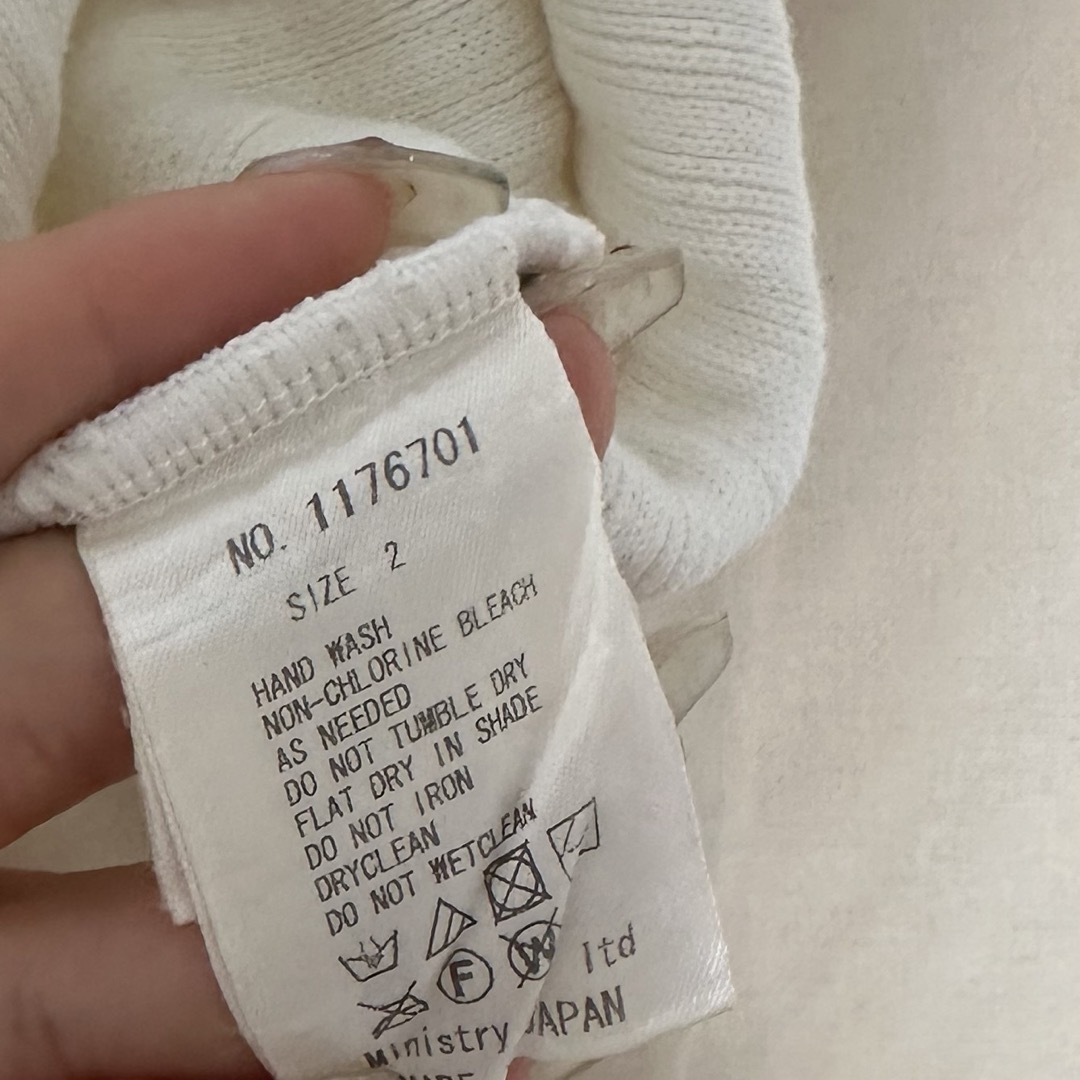 NO. 1176701
SIZE 2
HAND WASH
NON-CHLORINE BLEACH
AS NEEDED
DO NOT TUMBLE DRY
FLAT DRY IN SHADE
DO NOT IRON
DRYCLEAN
DO NOT WETCLEAN
F W
Ministry ltd
MADE JAPAN